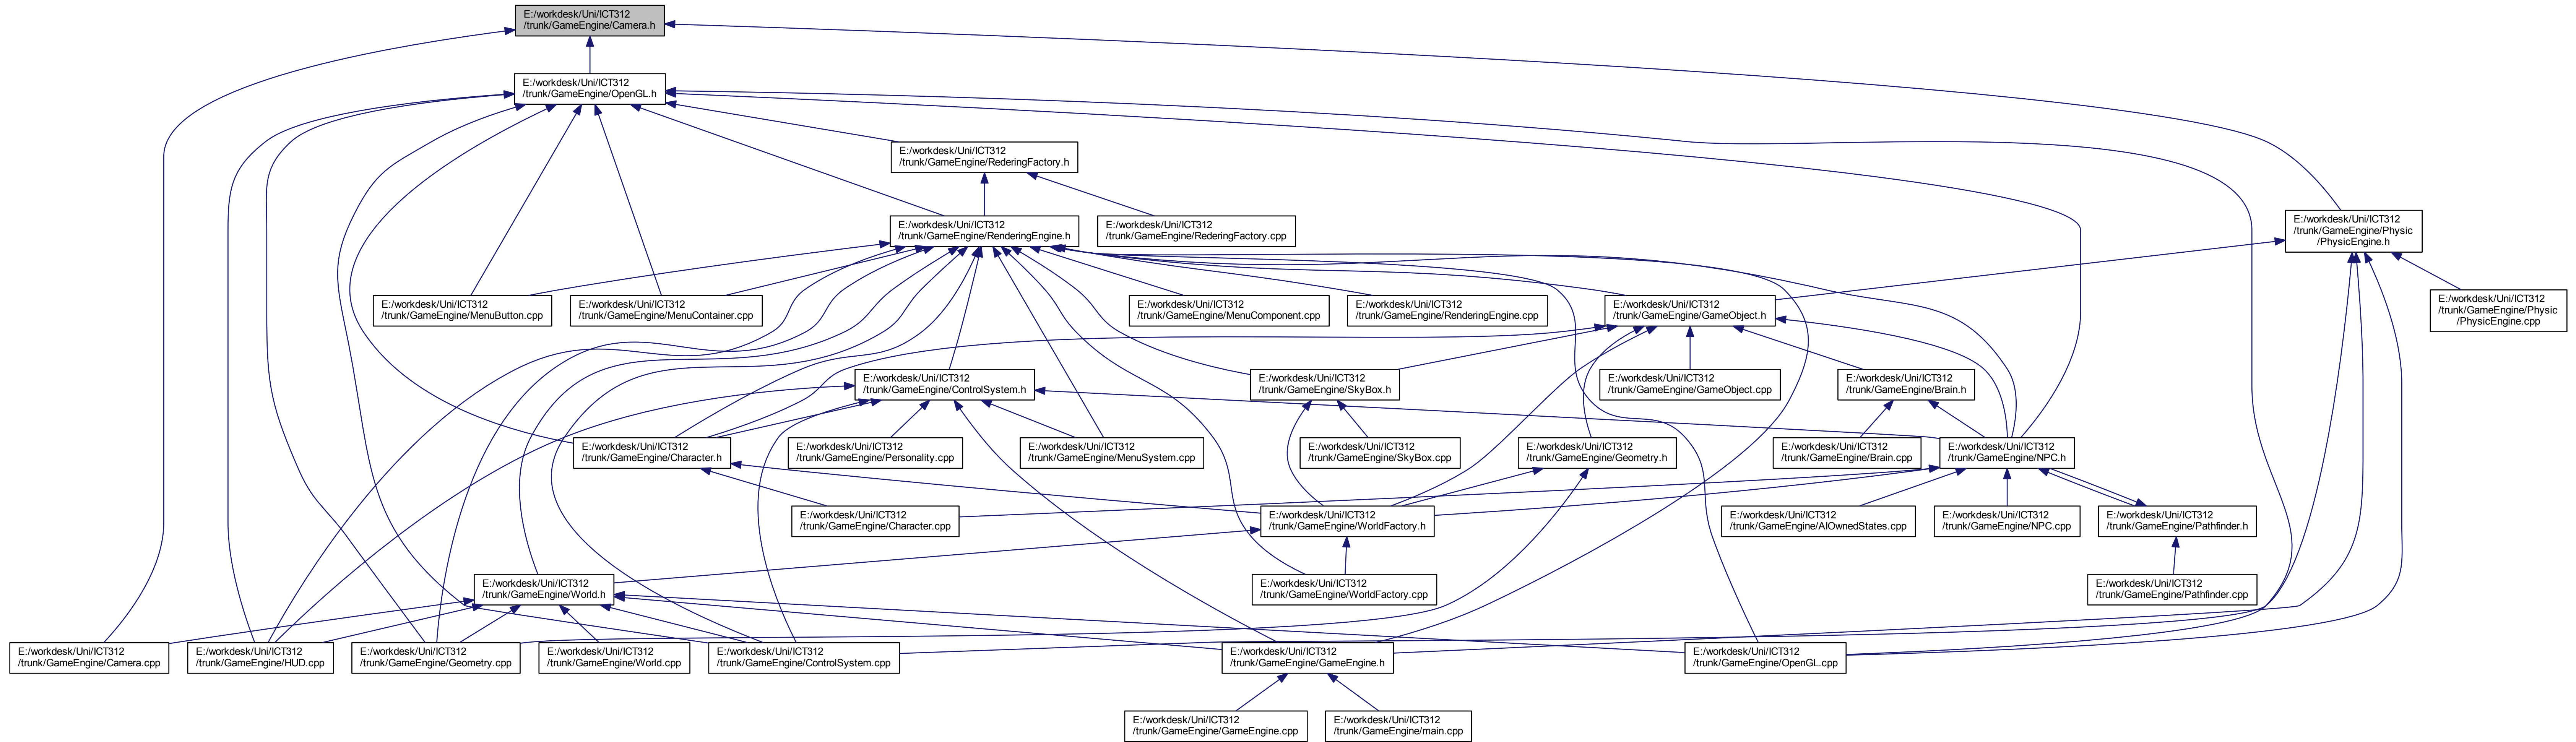 E:/workdesk/Uni/ICT312
/trunk/GameEngine/Camera.h
E:/workdesk/Uni/ICT312
/trunk/GameEngine/OpenGL.h
E:/workdesk/Uni/ICT312
/trunk/GameEngine/RederingFactory.h
E:/workdesk/Uni/ICT312
/trunk/GameEngine/RenderingEngine.h
E:/workdesk/Uni/ICT312
/trunk/GameEngine/RederingFactory.cpp
E:/workdesk/Uni/ICT312
/trunk/GameEngine/Physic
/PhysicEngine.h
E:/workdesk/Uni/ICT312
/trunk/GameEngine/MenuButton.cpp
E:/workdesk/Uni/ICT312
/trunk/GameEngine/MenuContainer.cpp
E:/workdesk/Uni/ICT312
/trunk/GameEngine/MenuComponent.cpp
E:/workdesk/Uni/ICT312
/trunk/GameEngine/RenderingEngine.cpp
E:/workdesk/Uni/ICT312
/trunk/GameEngine/GameObject.h
E:/workdesk/Uni/ICT312
/trunk/GameEngine/Physic
/PhysicEngine.cpp
E:/workdesk/Uni/ICT312
/trunk/GameEngine/ControlSystem.h
E:/workdesk/Uni/ICT312
/trunk/GameEngine/SkyBox.h
E:/workdesk/Uni/ICT312
/trunk/GameEngine/GameObject.cpp
E:/workdesk/Uni/ICT312
/trunk/GameEngine/Brain.h
E:/workdesk/Uni/ICT312
/trunk/GameEngine/Character.h
E:/workdesk/Uni/ICT312
/trunk/GameEngine/Personality.cpp
E:/workdesk/Uni/ICT312
/trunk/GameEngine/MenuSystem.cpp
E:/workdesk/Uni/ICT312
/trunk/GameEngine/SkyBox.cpp
E:/workdesk/Uni/ICT312
/trunk/GameEngine/Geometry.h
E:/workdesk/Uni/ICT312
/trunk/GameEngine/Brain.cpp
E:/workdesk/Uni/ICT312
/trunk/GameEngine/NPC.h
E:/workdesk/Uni/ICT312
/trunk/GameEngine/Character.cpp
E:/workdesk/Uni/ICT312
/trunk/GameEngine/WorldFactory.h
E:/workdesk/Uni/ICT312
/trunk/GameEngine/AIOwnedStates.cpp
E:/workdesk/Uni/ICT312
/trunk/GameEngine/NPC.cpp
E:/workdesk/Uni/ICT312
/trunk/GameEngine/Pathfinder.h
E:/workdesk/Uni/ICT312
/trunk/GameEngine/World.h
E:/workdesk/Uni/ICT312
/trunk/GameEngine/WorldFactory.cpp
E:/workdesk/Uni/ICT312
/trunk/GameEngine/Pathfinder.cpp
E:/workdesk/Uni/ICT312
/trunk/GameEngine/Camera.cpp
E:/workdesk/Uni/ICT312
/trunk/GameEngine/HUD.cpp
E:/workdesk/Uni/ICT312
/trunk/GameEngine/Geometry.cpp
E:/workdesk/Uni/ICT312
/trunk/GameEngine/World.cpp
E:/workdesk/Uni/ICT312
/trunk/GameEngine/ControlSystem.cpp
E:/workdesk/Uni/ICT312
/trunk/GameEngine/GameEngine.h
E:/workdesk/Uni/ICT312
/trunk/GameEngine/OpenGL.cpp
E:/workdesk/Uni/ICT312
/trunk/GameEngine/GameEngine.cpp
E:/workdesk/Uni/ICT312
/trunk/GameEngine/main.cpp